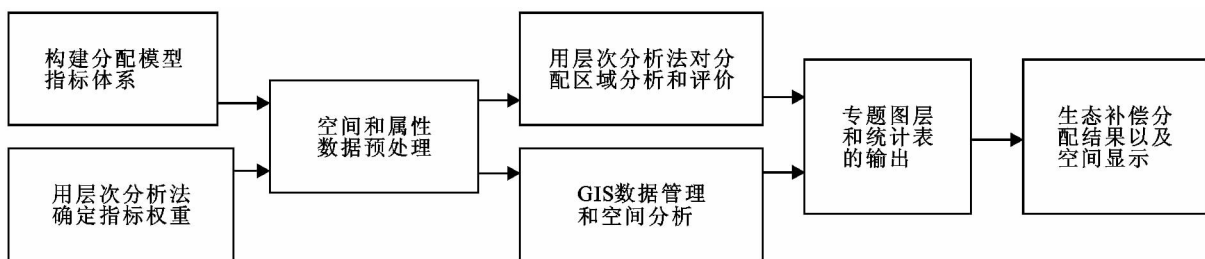 构建分配模型
指标体系
用层次分析法
确定指标权重
空间和属性
数据预处理
用层次分析法对分
配区域分析和评价
GIS数据管理
和空间分析
专题图层
和统计表
的输出
生态补偿分
配结果以及
空间显示